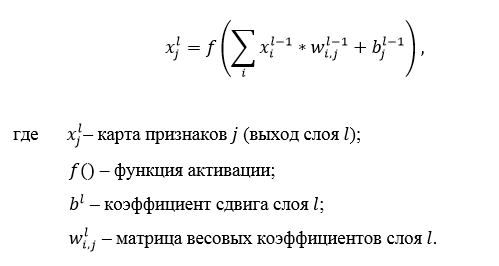 x_j^l = f(∑_i x_i^{l−1} * w_{i,j}^{l−1} + b_j^{l−1}),
где x_j^l – карта признаков j (выход слоя l);
f() – функция активации;
b^l – коэффициент сдвига слоя l;
w_{i,j}^l – матрица весовых коэффициентов слоя l.